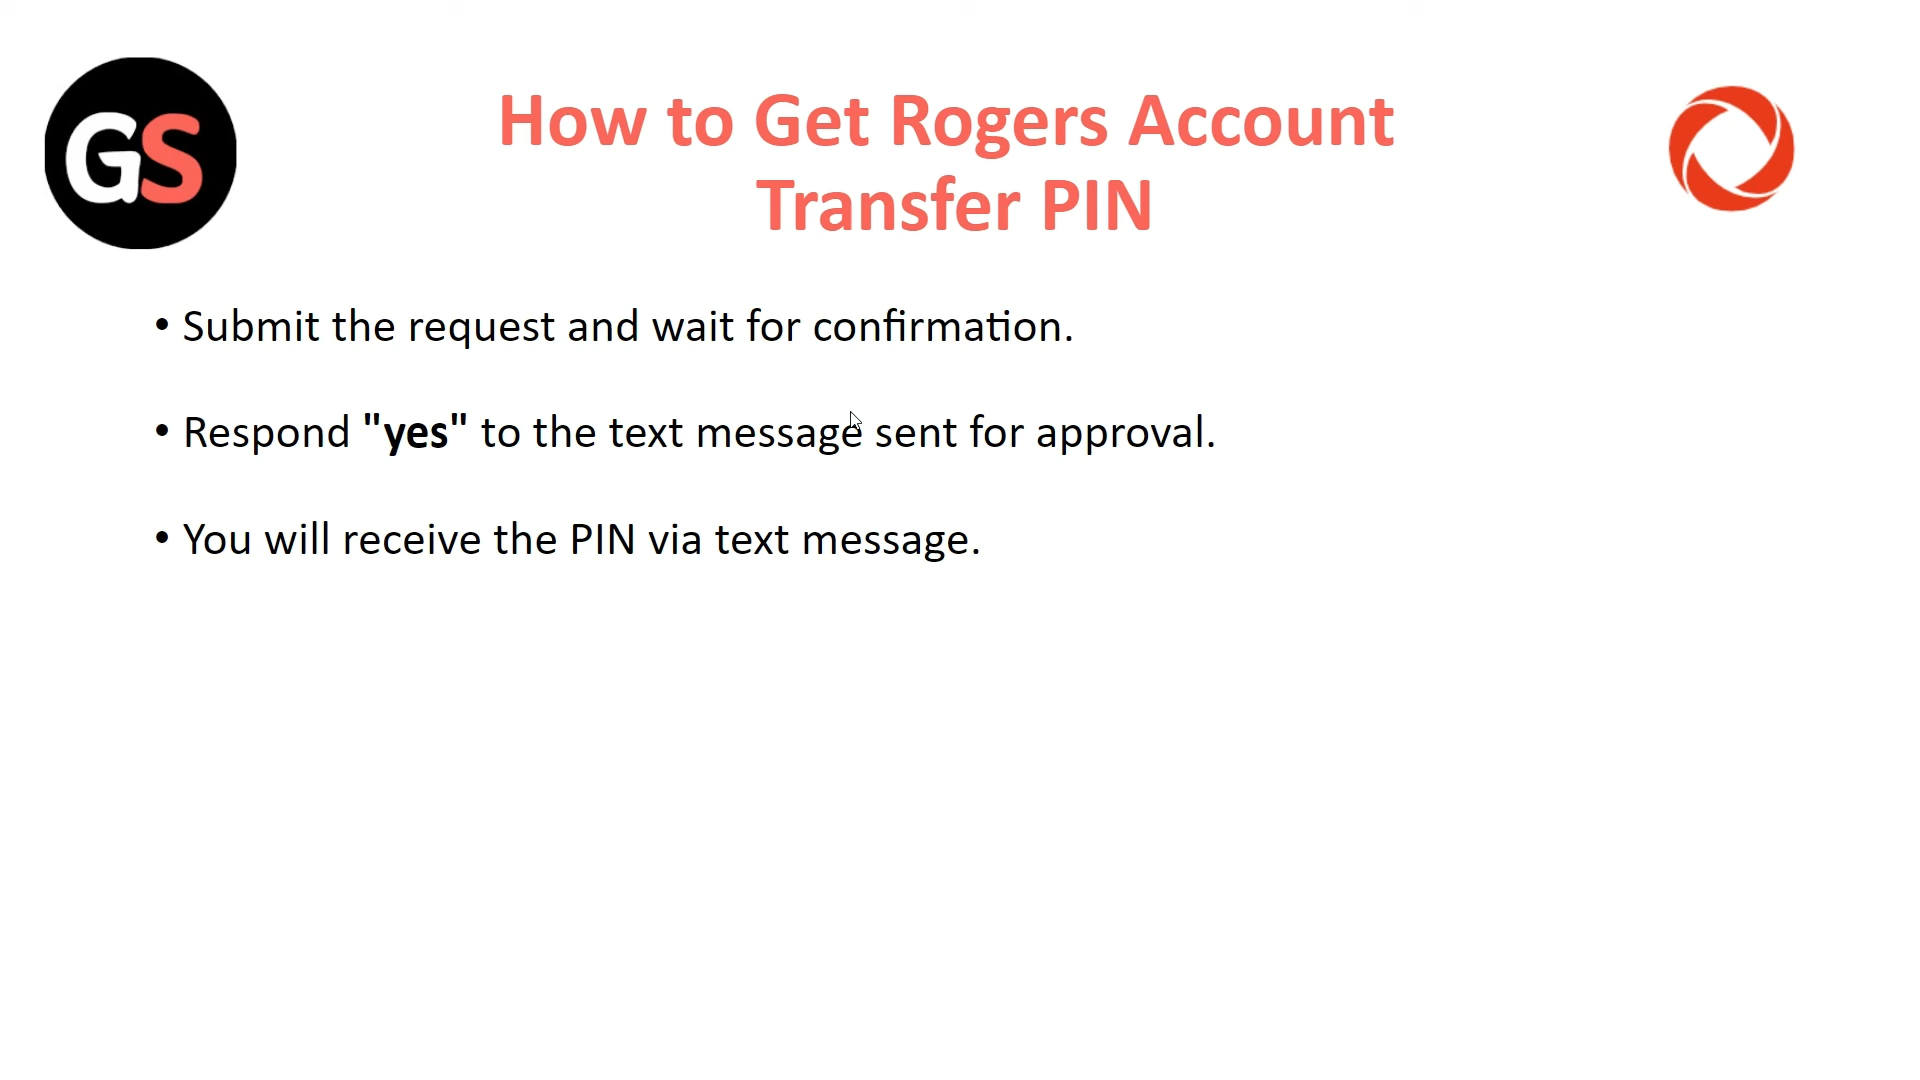 GS
How to Get Rogers Account
Transfer PIN
• Submit the request and wait for confirmation.
• Respond "yes" to the text message sent for approval.
• You will receive the PIN via text message.